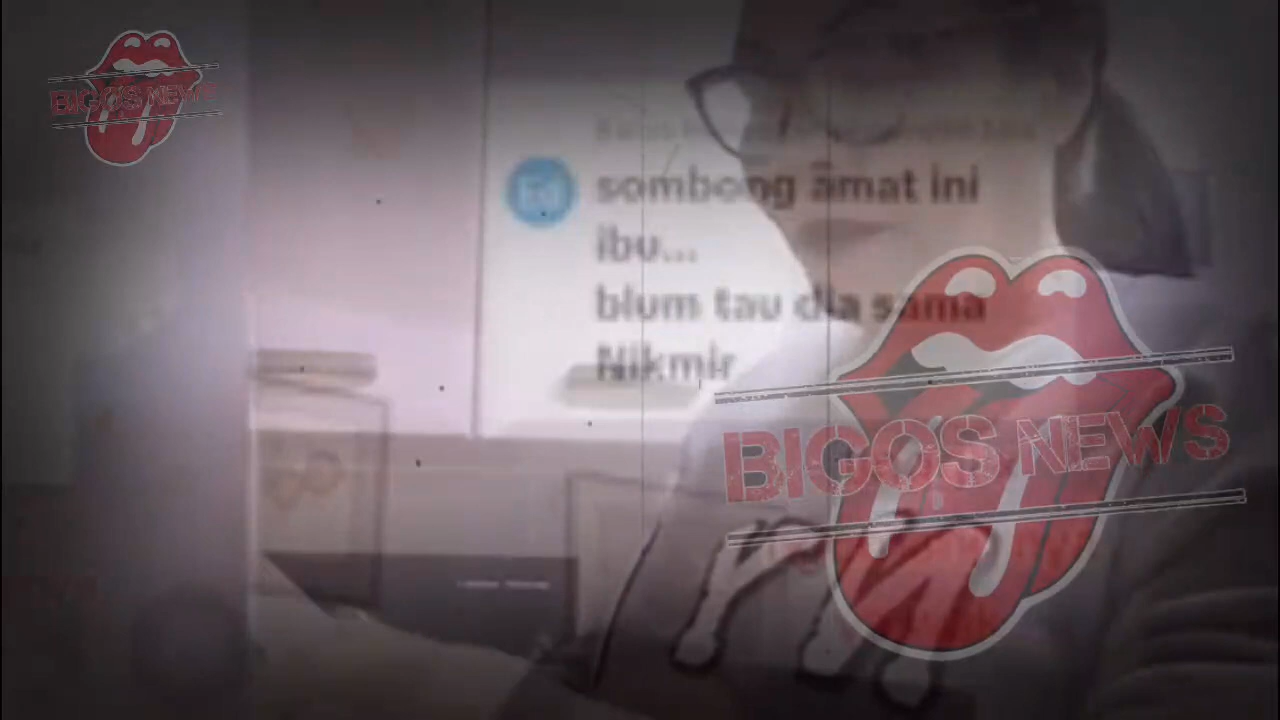 BIGOS NEWS
sombong amat ini
ibu...
blum tau dia sama
Nikmir
BIGOS NEWS